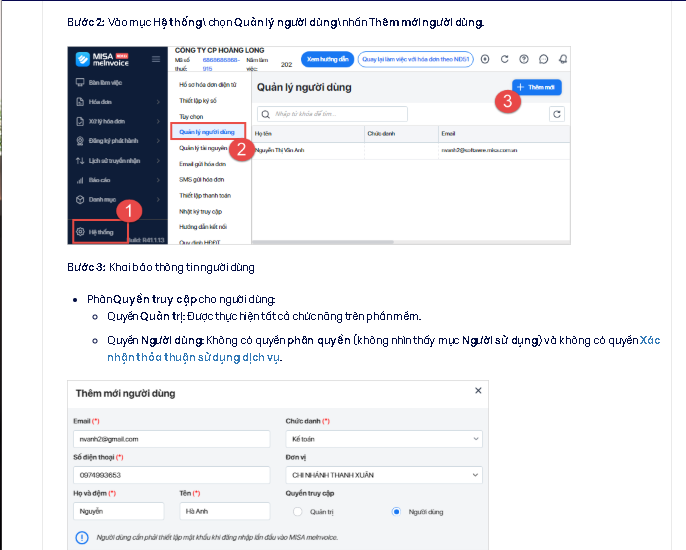 Bước 2: Vào mục Hệ thống\ chọn Quản lý người dùng\nhấn Thêm mới người dùng.
MISA
meInvoice
CÔNG TY CP HOÀNG LONG
Mã số thuế: 6868686868-915
Năm làm việc: 202
Xem hướng dẫn
Quay lại làm việc với hóa đơn theo NĐ51
Bàn làm việc
Hóa đơn
Xử lý hóa đơn
Đăng ký phát hành
Lịch sử truyền nhận
Báo cáo
Danh mục
1
Hệ thống
Build: R41.1.13
Hồ sơ hóa đơn điện tử
Thiết lập ký số
Tùy chọn
Quản lý người dùng
2
Quản lý tài nguyên
Email gửi hóa đơn
SMS gửi hóa đơn
Thiết lập thanh toán
Nhật ký truy cập
Hướng dẫn kết nối
Quy định HĐĐT
Quản lý người dùng
Thêm mới
3
Nhập từ khóa để tìm...
Họ tên Chức danh Email
Nguyễn Thị Vân Anh nvanh2@software.misa.com.vn
Bước 3: Khai báo thông tin người dùng
Phân Quyền truy cập cho người dùng:
Quyền Quản trị: Được thực hiện tất cả chức năng trên phần mềm.
Quyền Người dùng: Không có quyền phân quyền (không nhìn thấy mục Người sử dụng) và không có quyền Xác
nhận thỏa thuận sử dụng dịch vụ.
Thêm mới người dùng
Email (*) Chức danh (*)
nvanh2@gmail.com Kế toán
Số điện thoại (*) Đơn vị
0974993653 CHI NHÁNH THANH XUÂN
Họ và đệm (*) Tên (*) Quyền truy cập
Nguyễn Hà Anh Quản trị Người dùng
Người dùng cần phải thiết lập mật khẩu khi đăng nhập lần đầu vào MISA meInvoice.